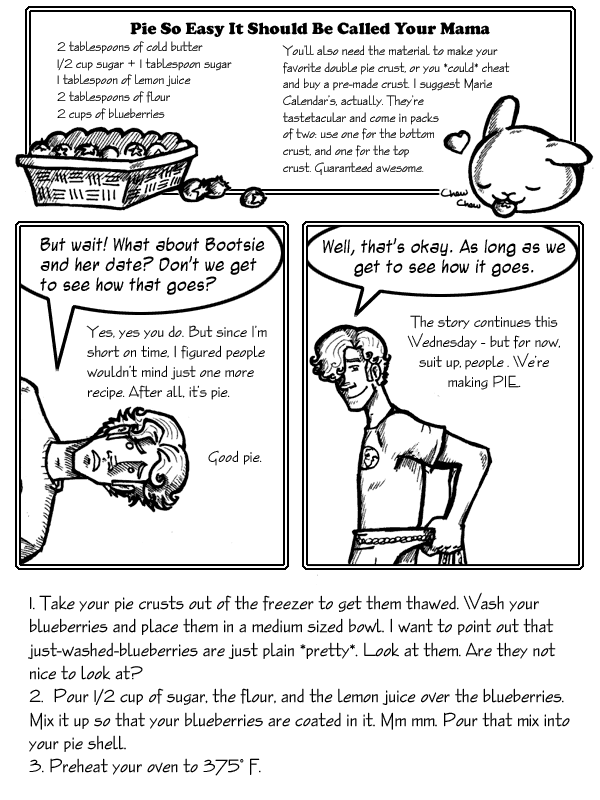 Pie So Easy It Should Be Called Your Mama
2 tablespoons of cold butter
1/2 cup sugar + 1 tablespoon sugar
1 tablespoon of lemon juice
2 tablespoons of flour
2 cups of blueberries
You'll also need the material to make your
favorite double pie crust, or you *could* cheat
and buy a pre-made crust. I suggest Marie
Calendar's, actually. They're
tastetacular and come in packs
of two: use one for the bottom
crust, and one for the top
crust. Guaranteed awesome.
Chew
Chew
But wait! What about Bootsie
and her date? Don't we get
to see how that goes?
Yes, yes you do. But since I'm
short on time, I figured people
wouldn't mind just one more
recipe. After all, it's pie.
Good pie.
Well, that's okay. As long as we
get to see how it goes.
The story continues this
Wednesday - but for now,
suit up, people . We're
making PIE.
1. Take your pie crusts out of the freezer to get them thawed. Wash your
blueberries and place them in a medium sized bowl. I want to point out that
just-washed-blueberries are just plain *pretty*. Look at them. Are they not
nice to look at?
2. Pour 1/2 cup of sugar, the flour, and the lemon juice over the blueberries.
Mix it up so that your blueberries are coated in it. Mm mm. Pour that mix into
your pie shell.
3. Preheat your oven to 375° F.